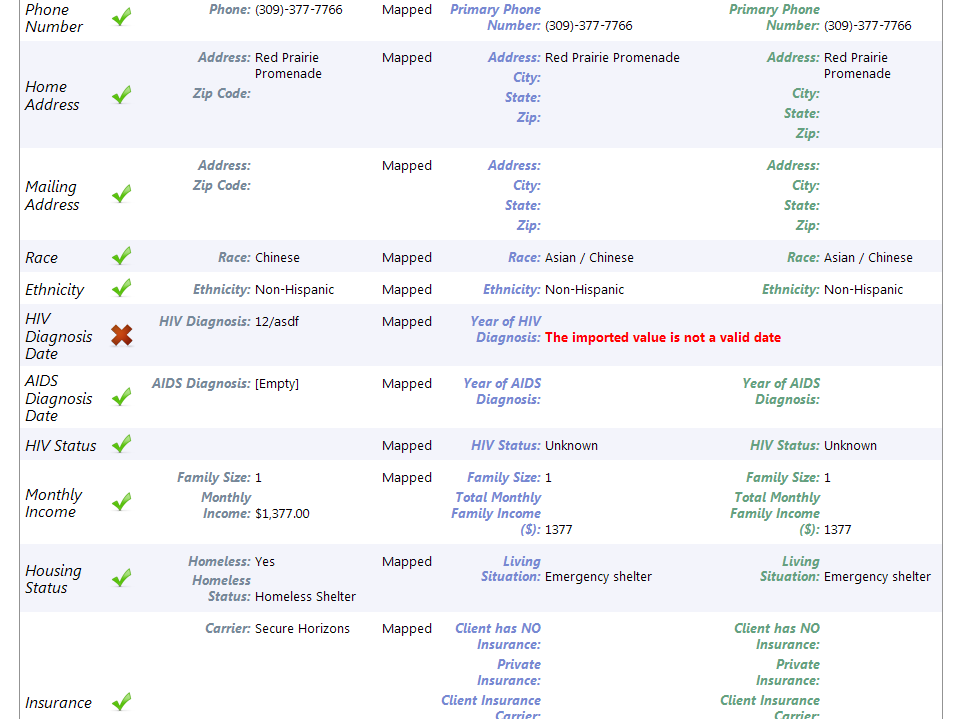 Phone Number
Phone: (309)-377-7766
Mapped
Primary Phone
Number: (309)-377-7766
Primary Phone
Number: (309)-377-7766
Home
Address
Address: Red Prairie
Promenade
Zip Code:
Mapped
Address: Red Prairie Promenade
City:
State:
Zip:
Address: Red Prairie
Promenade
City:
State:
Zip:
Mailing
Address
Address:
Zip Code:
Mapped
Address:
City:
State:
Zip:
Address:
City:
State:
Zip:
Race
Race: Chinese
Mapped
Race: Asian / Chinese
Race: Asian / Chinese
Ethnicity
Ethnicity: Non-Hispanic
Mapped
Ethnicity: Non-Hispanic
Ethnicity: Non-Hispanic
HIV
Diagnosis
Date
HIV Diagnosis: 12/asdf
Mapped
Year of HIV
Diagnosis: The imported value is not a valid date
AIDS
Diagnosis
Date
AIDS Diagnosis: [Empty]
Mapped
Year of AIDS
Diagnosis:
Year of AIDS
Diagnosis:
HIV Status
Mapped
HIV Status: Unknown
HIV Status: Unknown
Monthly
Income
Family Size: 1
Monthly
Income: $1,377.00
Mapped
Family Size: 1
Total Monthly
Family Income
($): 1377
Family Size: 1
Total Monthly
Family Income
($): 1377
Housing
Status
Homeless: Yes
Homeless
Status: Homeless Shelter
Mapped
Living
Situation: Emergency shelter
Living
Situation: Emergency shelter
Insurance
Carrier: Secure Horizons
Mapped
Client has NO
Insurance:
Private
Insurance:
Client Insurance
Carrier:
Client has NO
Insurance:
Private
Insurance:
Client Insurance
Carrier: